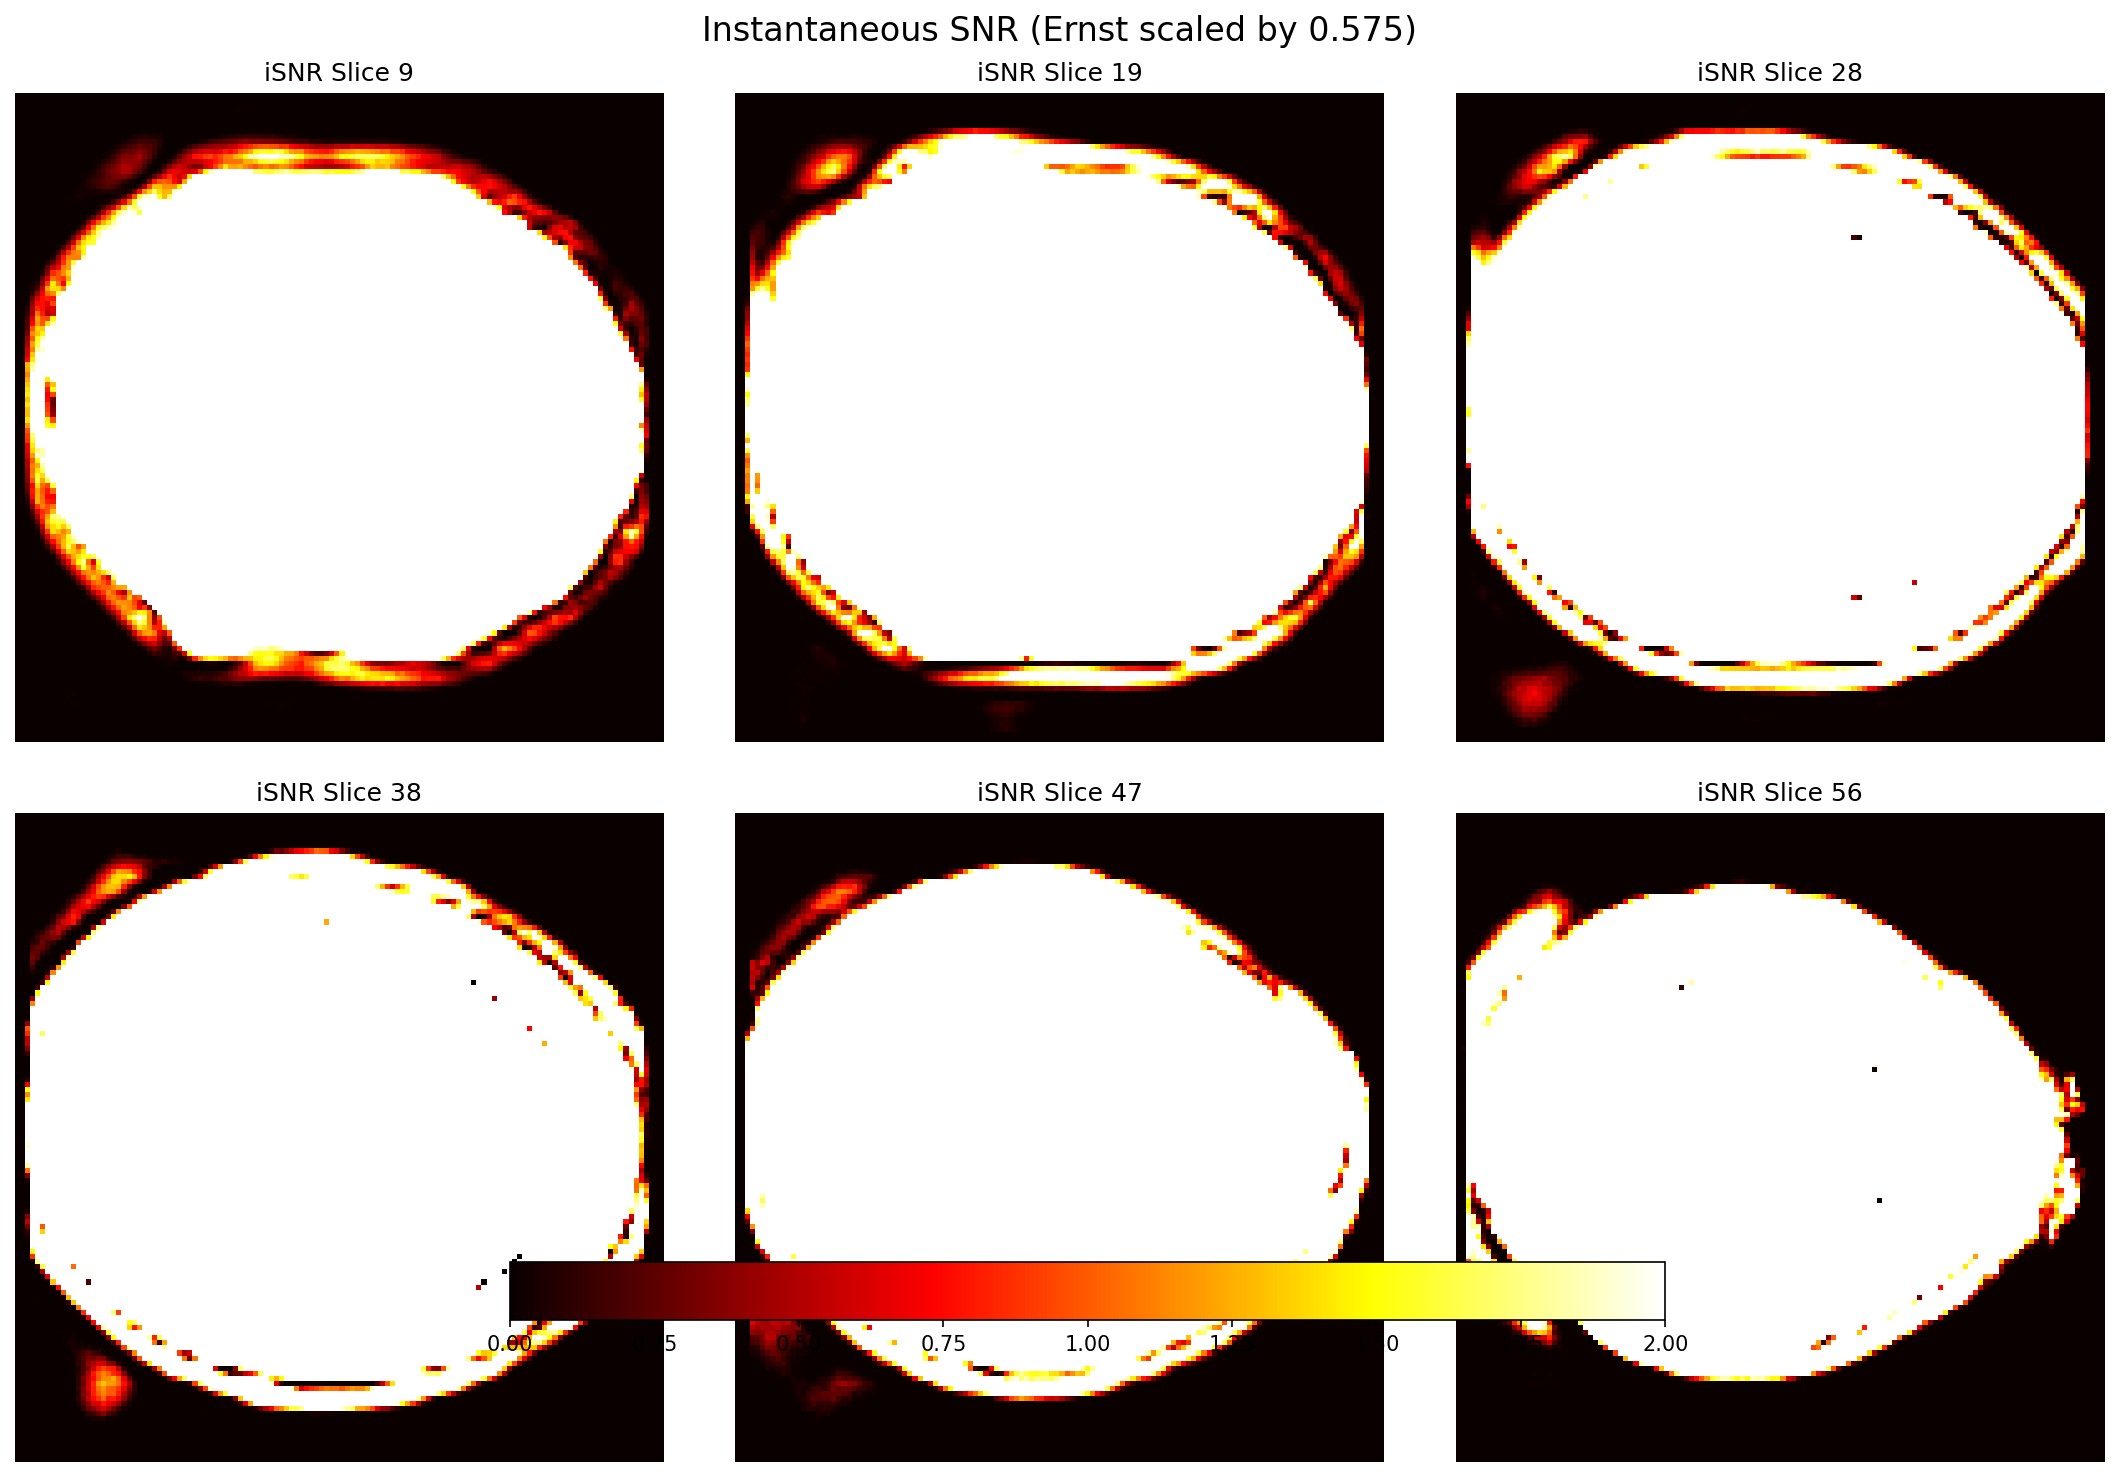 Instantaneous SNR (Ernst scaled by 0.575)
iSNR Slice 9
iSNR Slice 19
iSNR Slice 28
iSNR Slice 38
iSNR Slice 47
iSNR Slice 56
0.00
0.75
1.00
2.00